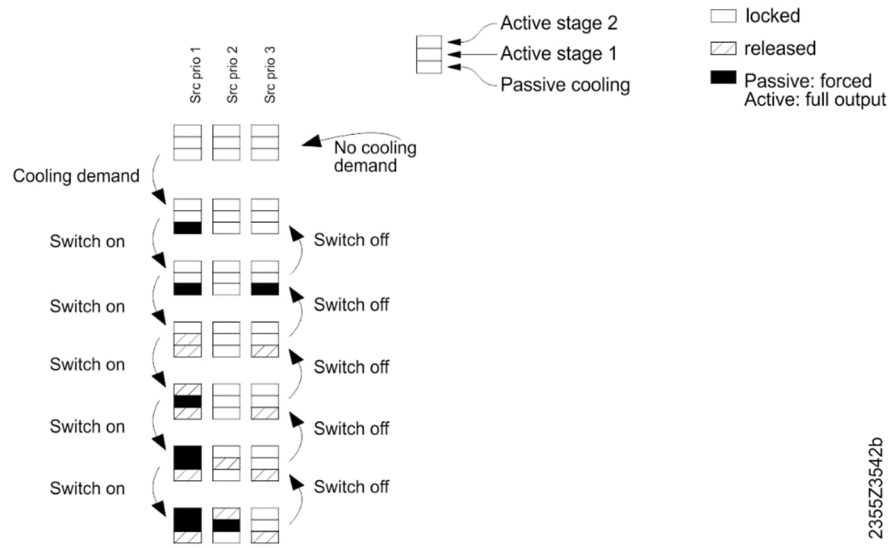 Active stage 2
Active stage 1
Passive cooling
locked
released
Passive: forced
Active: full output
Src prio 1
Src prio 2
Src prio 3
No cooling
demand
Cooling demand
Switch on
Switch off
Switch on
Switch off
Switch on
Switch off
Switch on
Switch off
Switch on
Switch off
2355Z3542b